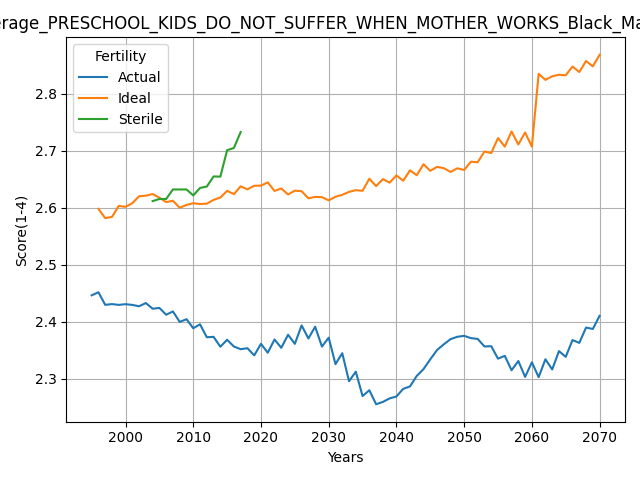 erage_PRESCHOOL_KIDS_DO_NOT_SUFFER_WHEN_MOTHER_WORKS_Black_Ma
Fertility
Actual
Ideal
Sterile
Score(1-4)
2.8
2.7
2.6
2.5
2.4
2.3
2000 2010 2020 2030 2040 2050 2060 2070
Years